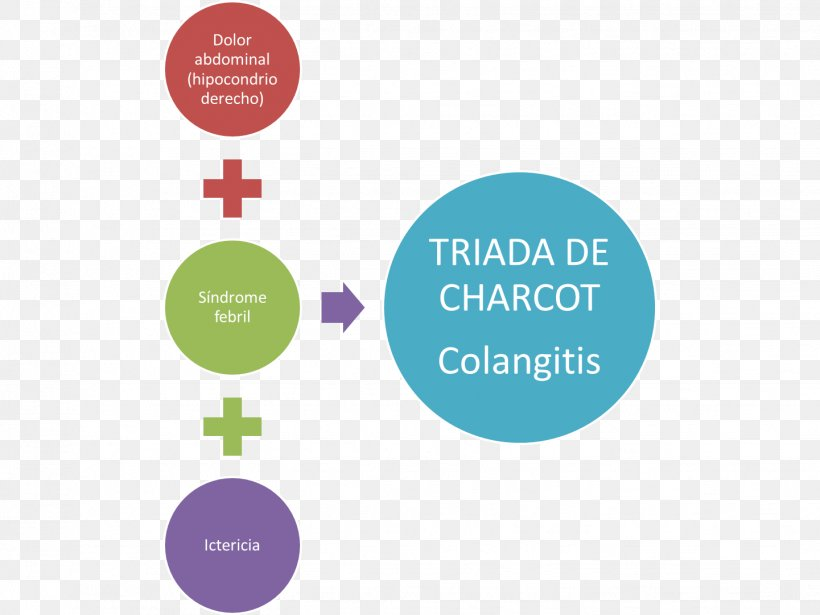 Dolor
abdominal
(hipocondrio
derecho)
Síndrome
febril
Ictericia
TRIADA DE
CHARCOT
Colangitis